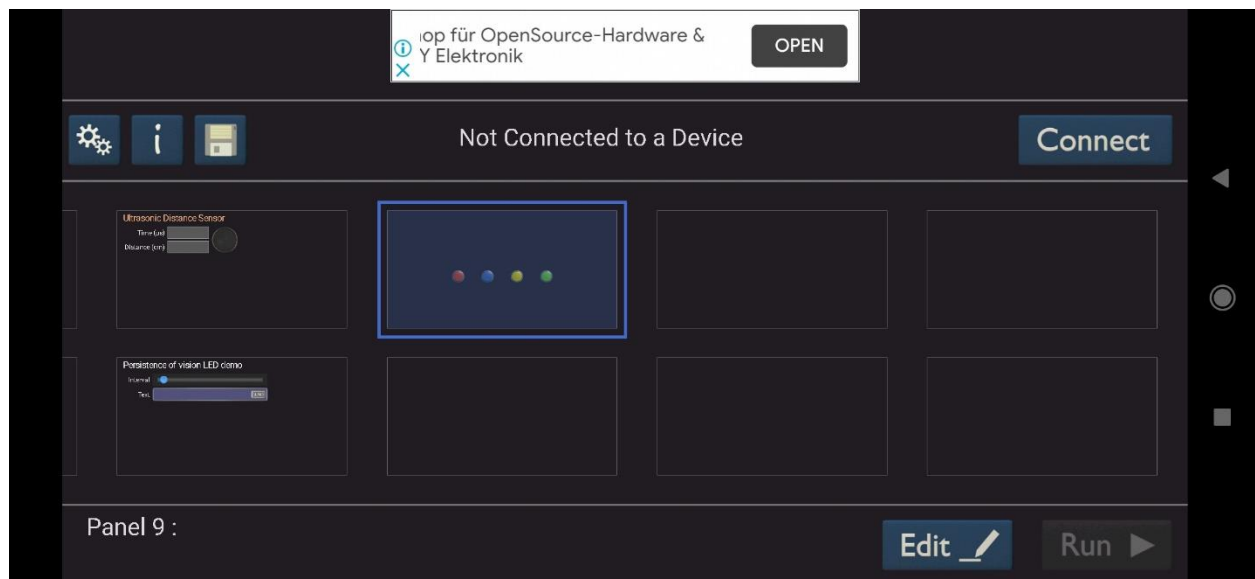 op für OpenSource-Hardware &
Y Elektronik
OPEN
i
Not Connected to a Device
Connect
Ultrasonic Distance Sensor
Time (us)
Distance (cm)
Persistence of vision LED demo
Interval
Text
Panel 9 :
Edit
Run